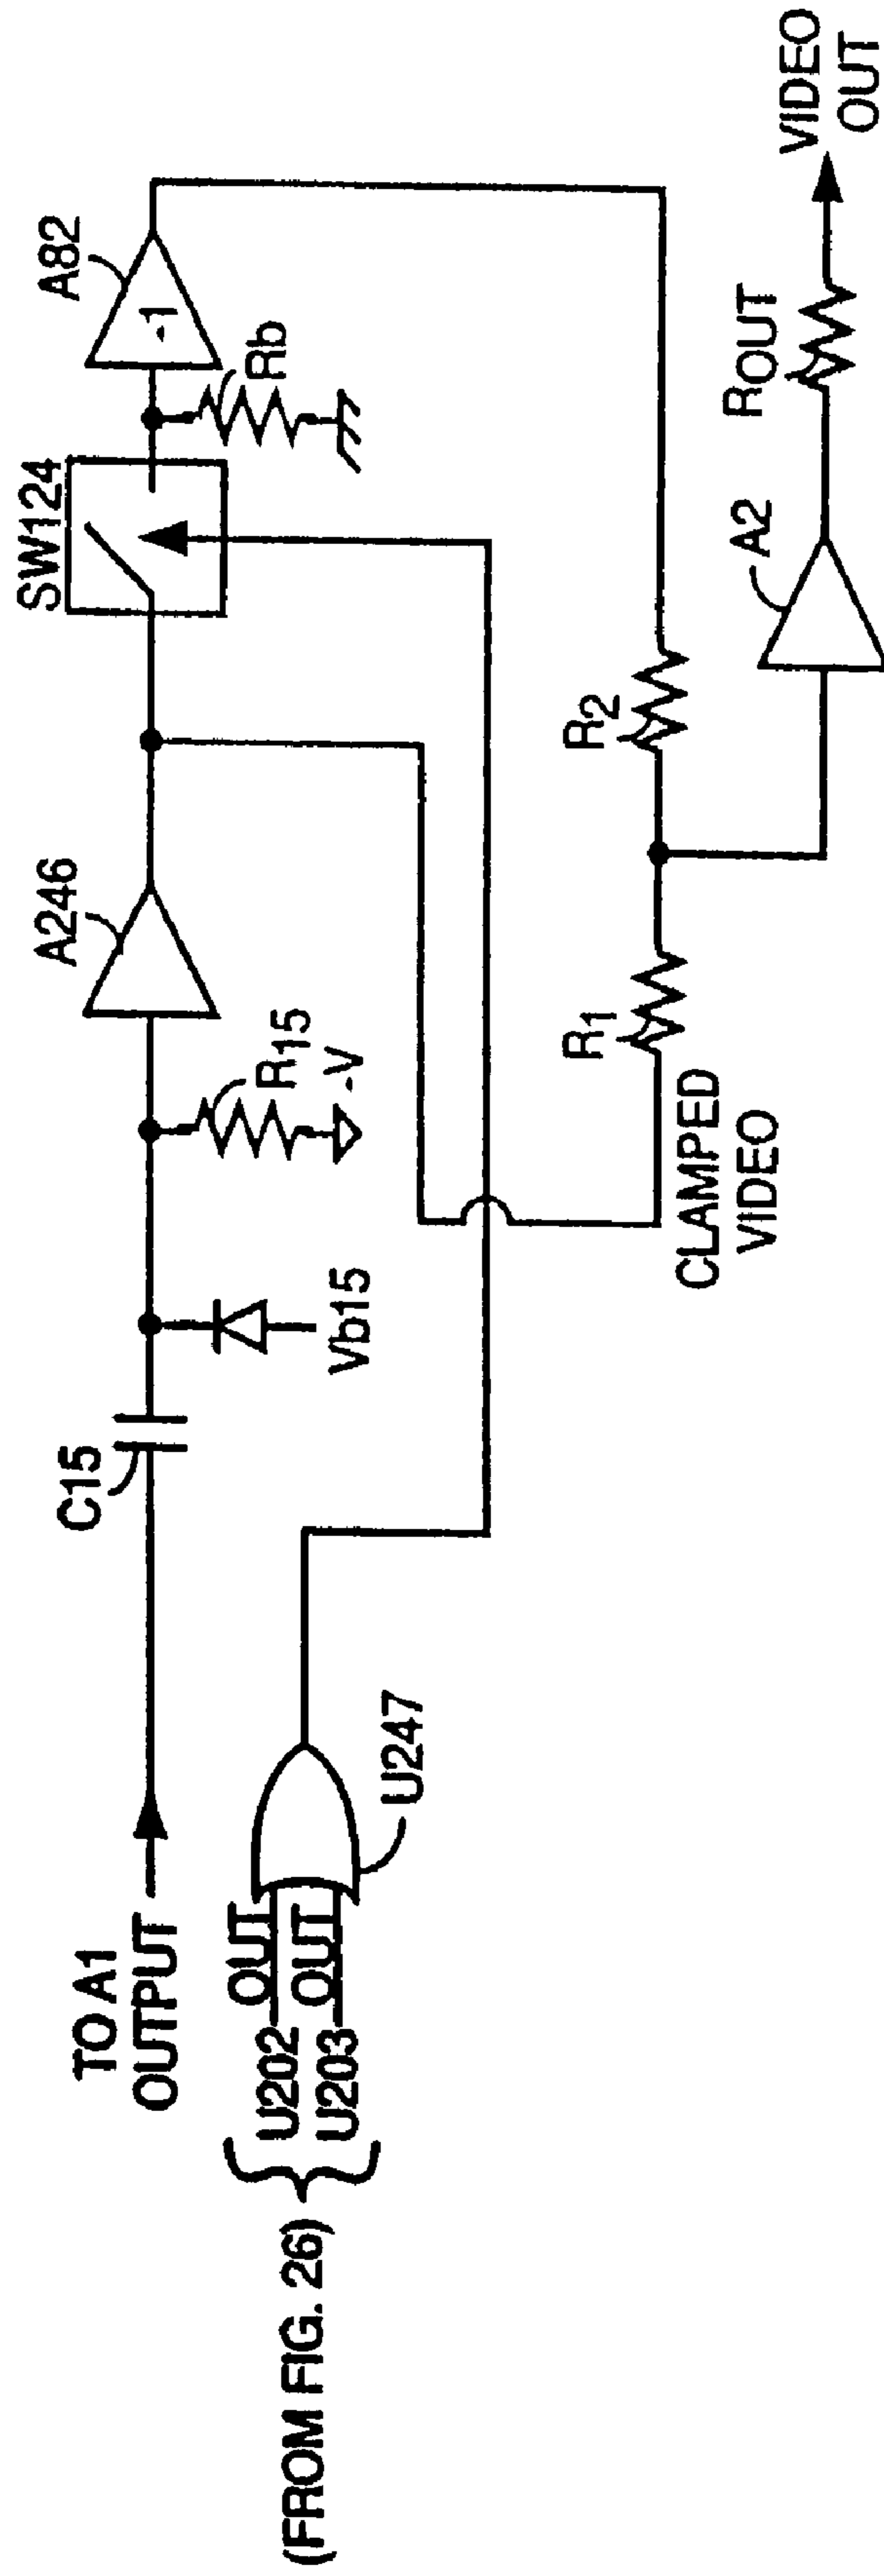 TO A1
OUTPUT
C15
Vb15
R15
-V
A246
SW124
Rb
A82
-1
(FROM FIG. 26)
U202 OUT
U203 OUT
U247
CLAMPED
VIDEO
R1
R2
A2
ROUT
VIDEO
OUT